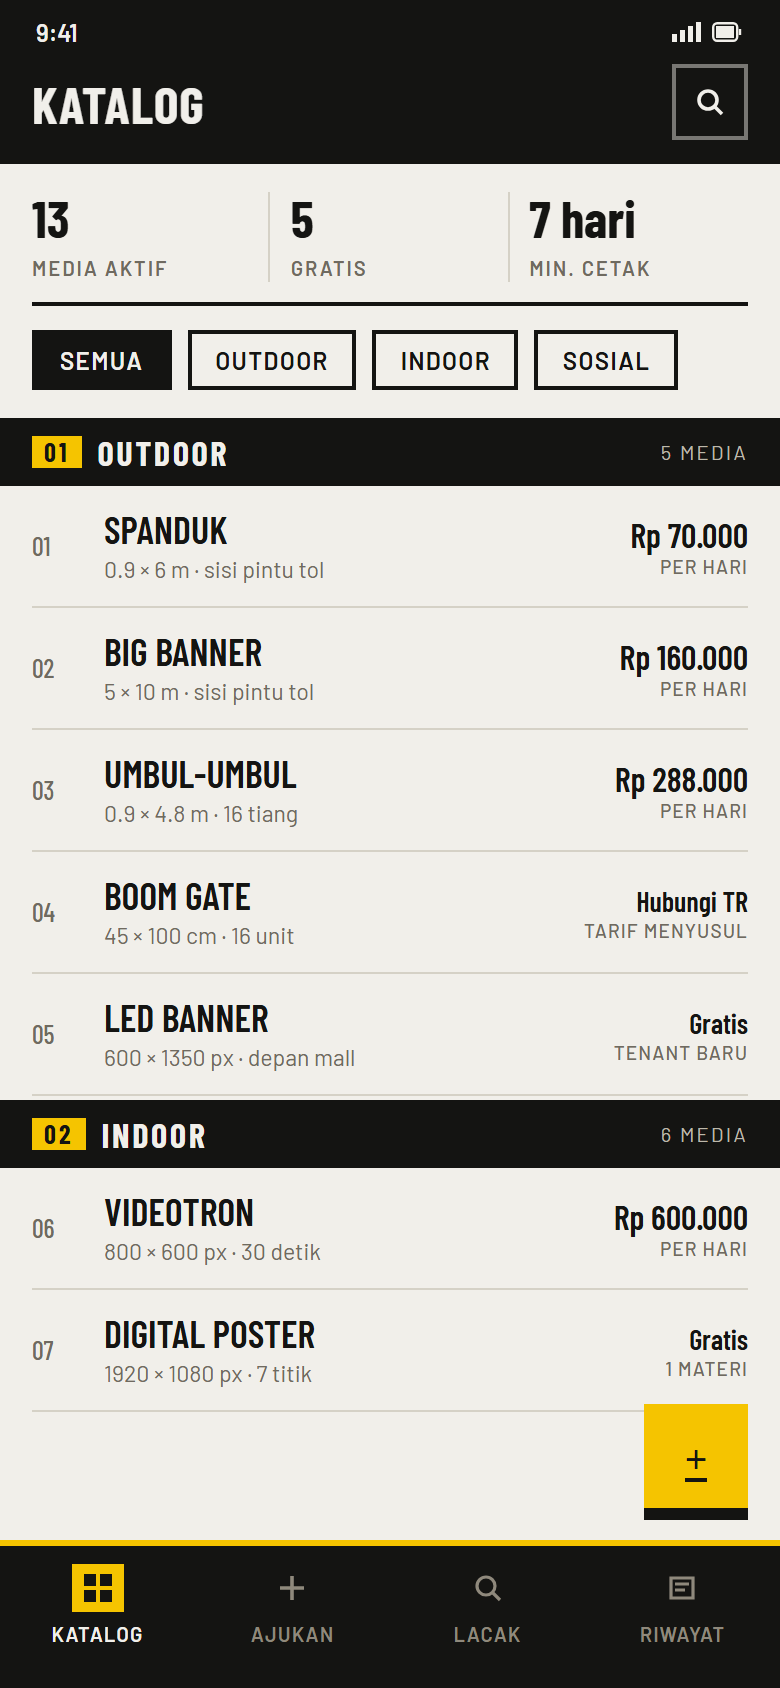 9:41
KATALOG
13
MEDIA AKTIF
5
GRATIS
7 hari
MIN. CETAK
SEMUA
OUTDOOR
INDOOR
SOSIAL
01 OUTDOOR
5 MEDIA
01
SPANDUK
0.9 × 6 m · sisi pintu tol
Rp 70.000
PER HARI
02
BIG BANNER
5 × 10 m · sisi pintu tol
Rp 160.000
PER HARI
03
UMBUL-UMBUL
0.9 × 4.8 m · 16 tiang
Rp 288.000
PER HARI
04
BOOM GATE
45 × 100 cm · 16 unit
Hubungi TR
TARIF MENYUSUL
05
LED BANNER
600 × 1350 px · depan mall
Gratis
TENANT BARU
02 INDOOR
6 MEDIA
06
VIDEOTRON
800 × 600 px · 30 detik
Rp 600.000
PER HARI
07
DIGITAL POSTER
1920 × 1080 px · 7 titik
Gratis
1 MATERI
+
KATALOG
AJUKAN
LACAK
RIWAYAT